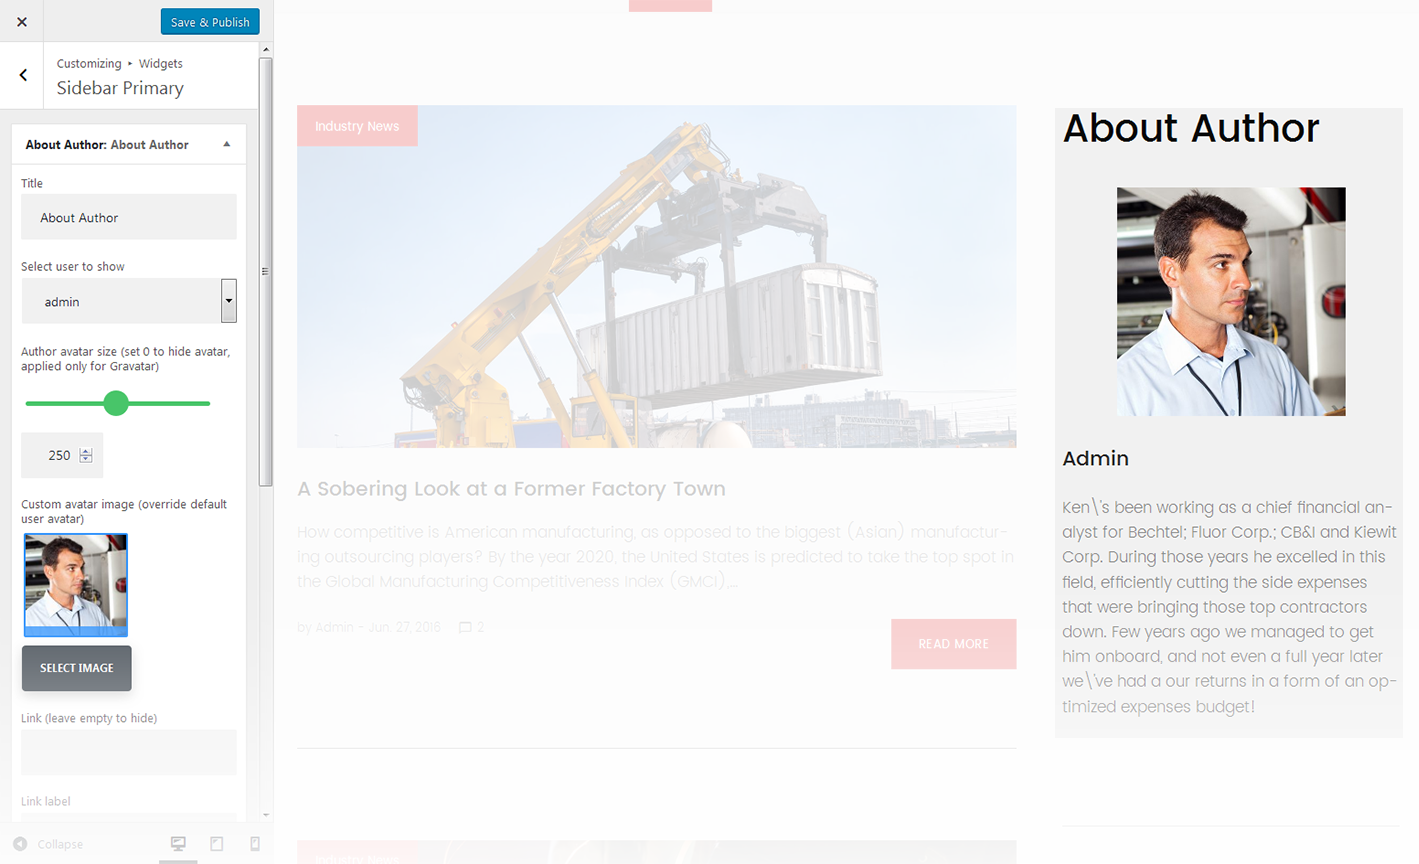 Save & Publish
Customizing ▸ Widgets
Sidebar Primary
About Author: About Author
Title
About Author
Select user to show
admin
Author avatar size (set 0 to hide avatar,
applied only for Gravatar)
250
Custom avatar image (override default
user avatar)
SELECT IMAGE
Link (leave empty to hide)
Link label
Collapse
Industry News
A Sobering Look at a Former Factory Town
How competitive is American manufacturing, as opposed to the biggest (Asian) manufactur-
ing outsourcing players? By the year 2020, the United States is predicted to take the top spot in
the Global Manufacturing Competitiveness Index (GMCI)...
by Admin - Jun, 27, 2016 2
READ MORE
Industry News
About Author
Admin
Ken\'s been working as a chief financial an-
alyst for Bechtel; Fluor Corp.; CB&I and Kiewit
Corp. During those years he excelled in this
field, efficiently cutting the side expenses
that were bringing those top contractors
down. Few years ago we managed to get
him onboard, and not even a full year later
we\'ve had a our returns in a form of an op-
timized expenses budget!